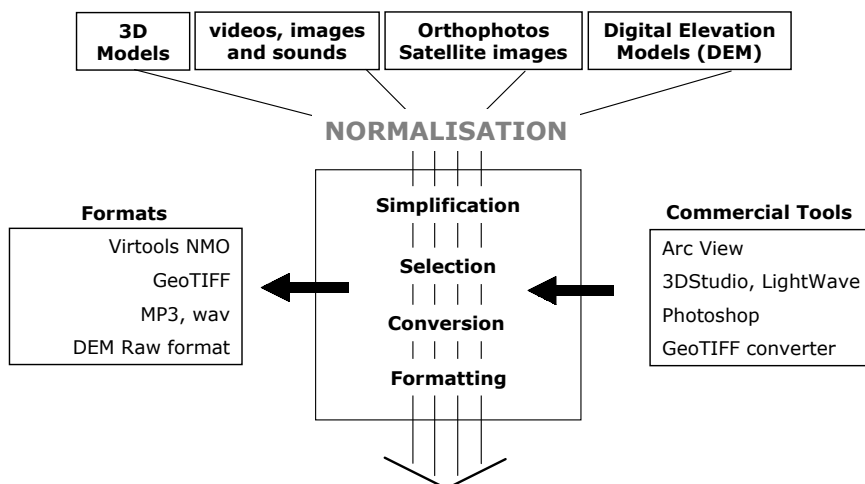 3D
Models
videos, images
and sounds
Orthophotos
Satellite images
Digital Elevation
Models (DEM)
NORMALISATION
Simplification
Selection
Conversion
Formatting
Formats
Virtools NMO
GeoTIFF
MP3, wav
DEM Raw format
Commercial Tools
Arc View
3DStudio, LightWave
Photoshop
GeoTIFF converter